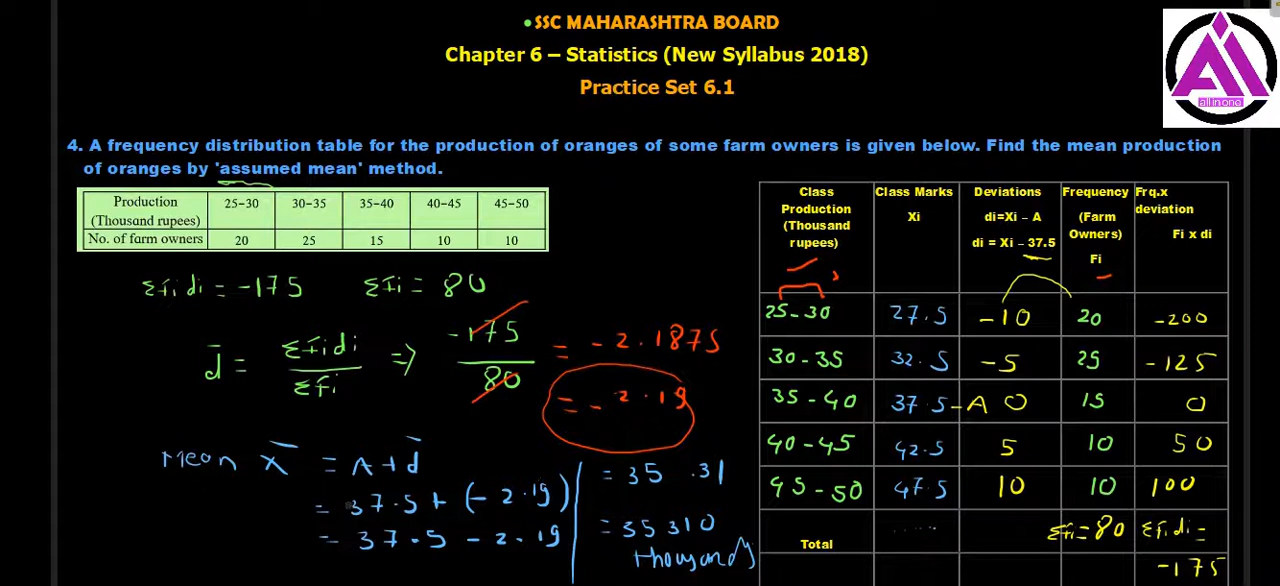 •SSC MAHARASHTRA BOARD
Chapter 6 – Statistics (New Syllabus 2018)
Practice Set 6.1
all in one
4. A frequency distribution table for the production of oranges of some farm owners is given below. Find the mean production
of oranges by 'assumed mean' method.
Production (Thousand rupees) 25-30 30-35 35-40 40-45 45-50
No. of farm owners 20 25 15 10 10
Σfidi = -175 Σfi = 80
d̄ = Σfidi / Σfi => -175 / 80 = -2.1875
= -2.19
Mean X̄ = A + d̄
= 37.5 + (-2.19)
= 37.5 - 2.19
= 35.31
= 35310
thousands
Class Production (Thousand rupees) Class Marks Xi Deviations di=Xi – A di = Xi – 37.5 Frequency (Farm Owners) Fi Frq.x deviation Fi x di
25-30 27.5 -10 20 -200
30-35 32.5 -5 25 -125
35-40 37.5-A 0 15 0
40-45 42.5 5 10 50
45-50 47.5 10 10 100
Total ..... Σfi=80 Σfidi= -175